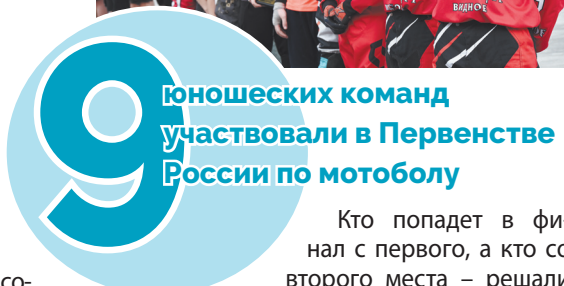 ВИДНОЕ
9
юношеских команд
участвовали в Первенстве
России по мотоболу
Кто попадет в фи-
нал с первого, а кто со
второго места – решали
со-